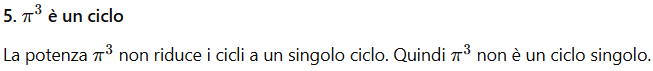 5. π³ è un ciclo
La potenza π³ non riduce i cicli a un singolo ciclo. Quindi π³ non è un ciclo singolo.